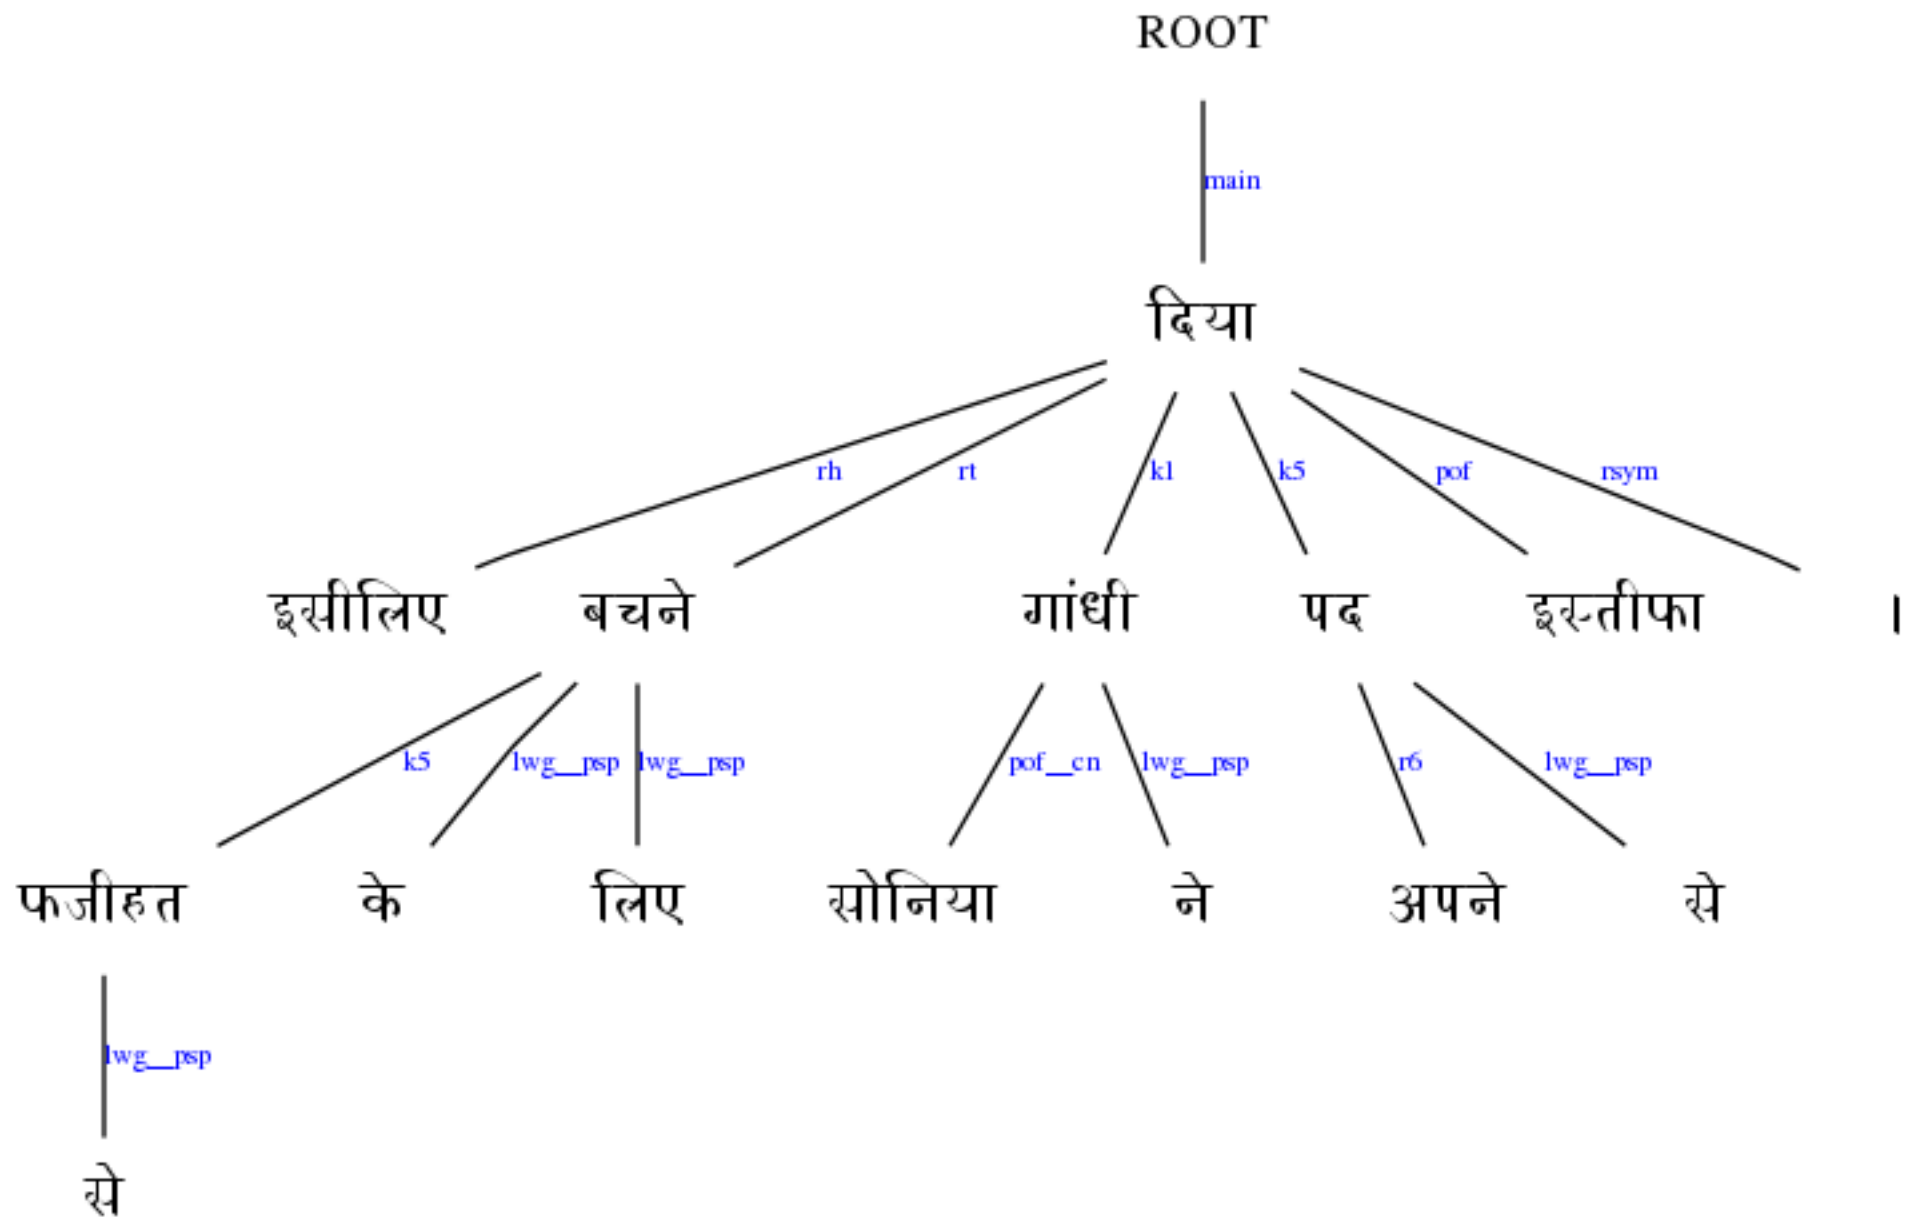 ROOT
main
दिया
rh rt k1 k5 pof rsym
इसीलिए बचने गांधी पद इस्तीफा ।
k5 lwg__psp lwg__psp pof__cn lwg__psp r6 lwg__psp
फजीहत के लिए सोनिया ने अपने से
lwg__psp
से